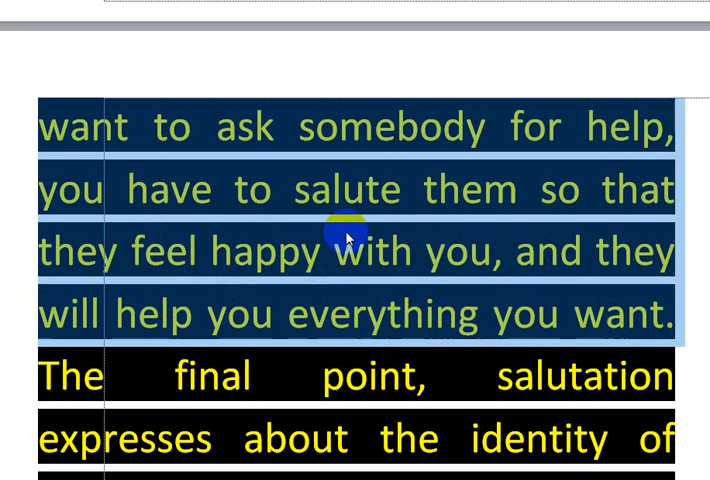 want to ask somebody for help,
you have to salute them so that
they feel happy with you, and they
will help you everything you want.
The final point, salutation
expresses about the identity of